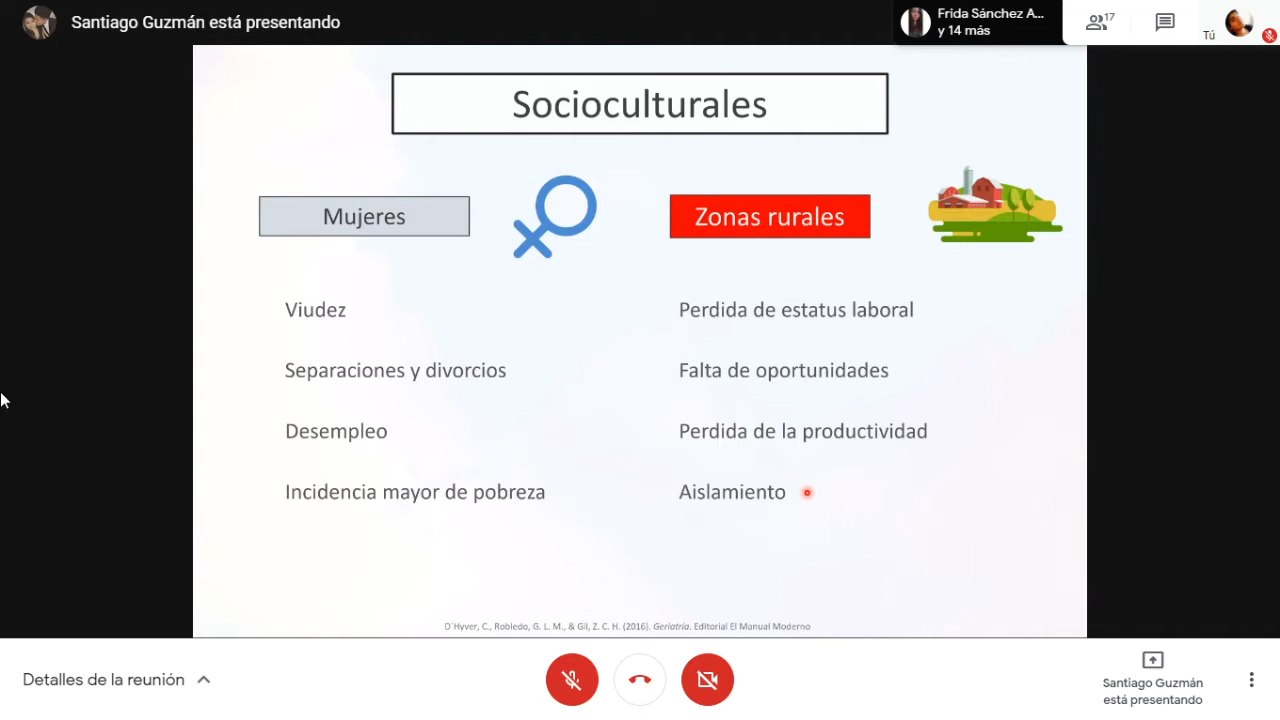 Santiago Guzmán está presentando
Frida Sánchez A...
y 14 más
17
Tú
Socioculturales
Mujeres
Zonas rurales
Viudez
Perdida de estatus laboral
Separaciones y divorcios
Falta de oportunidades
Desempleo
Perdida de la productividad
Incidencia mayor de pobreza
Aislamiento
D´Hyver, C., Robledo, G. L. M., & Gil, Z. C. H. (2016). Geriatría. Editorial El Manual Moderno
Detalles de la reunión
Santiago Guzmán
está presentando